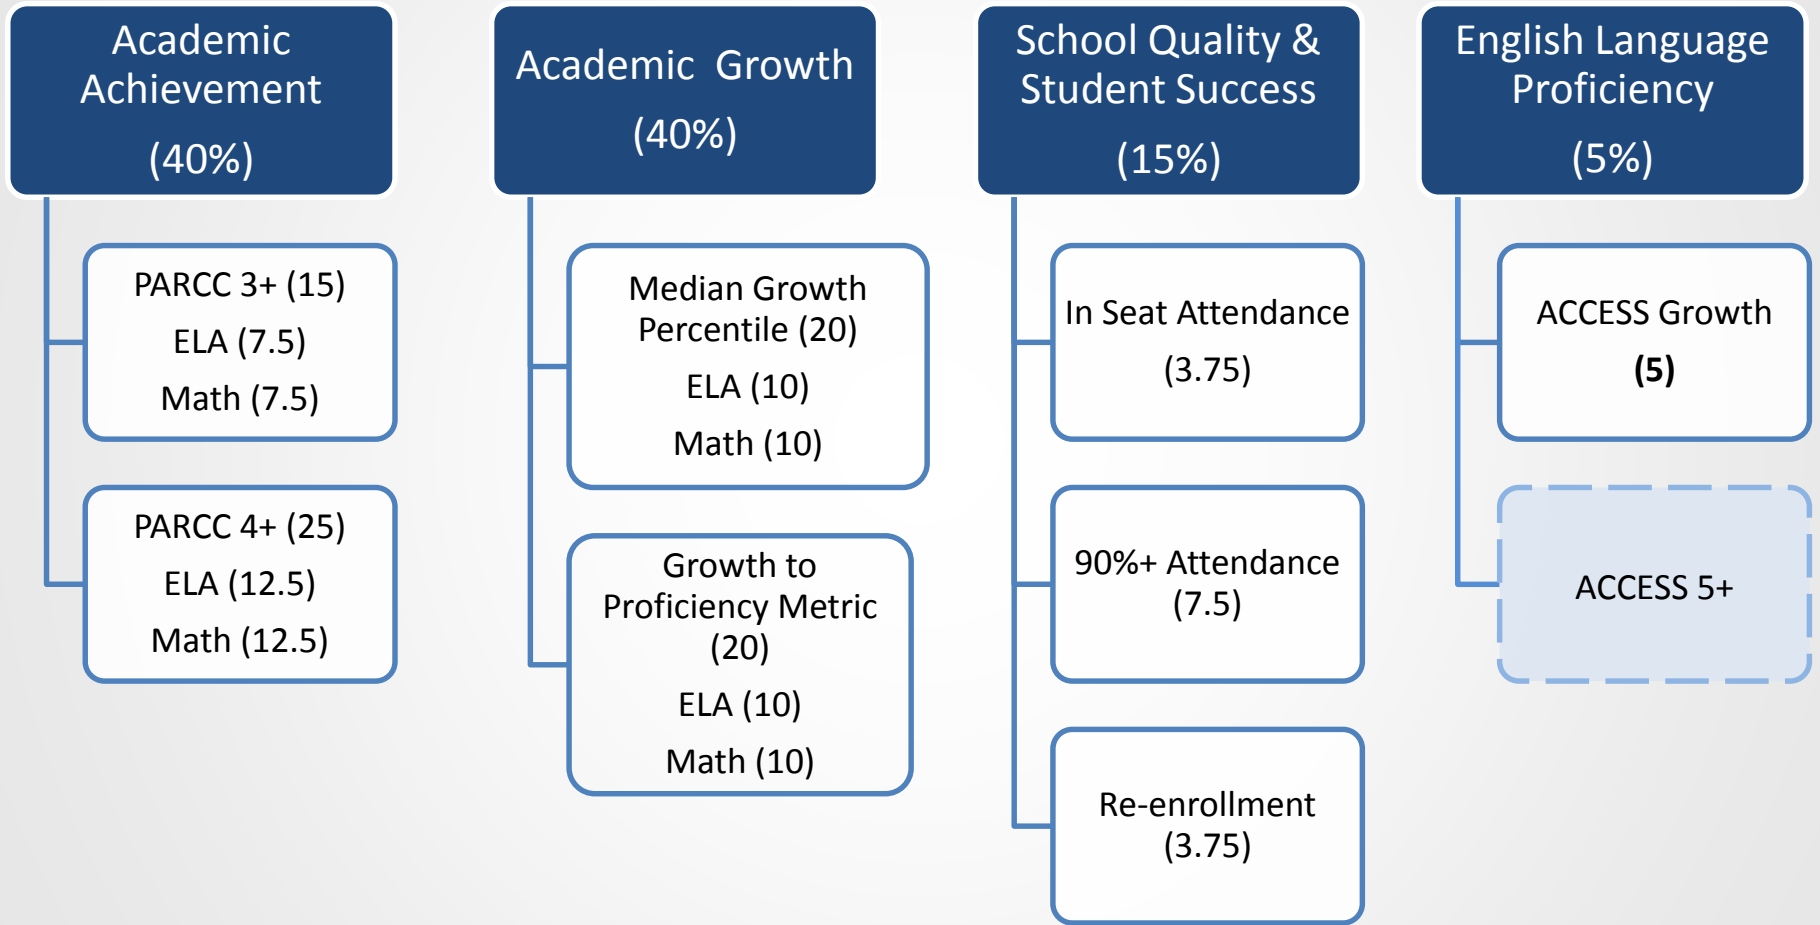 Academic
Achievement
(40%)
PARCC 3+ (15)
ELA (7.5)
Math (7.5)
PARCC 4+ (25)
ELA (12.5)
Math (12.5)
Academic Growth
(40%)
Median Growth
Percentile (20)
ELA (10)
Math (10)
Growth to
Proficiency Metric
(20)
ELA (10)
Math (10)
School Quality &
Student Success
(15%)
In Seat Attendance
(3.75)
90%+ Attendance
(7.5)
Re-enrollment
(3.75)
English Language
Proficiency
(5%)
ACCESS Growth
(5)
ACCESS 5+